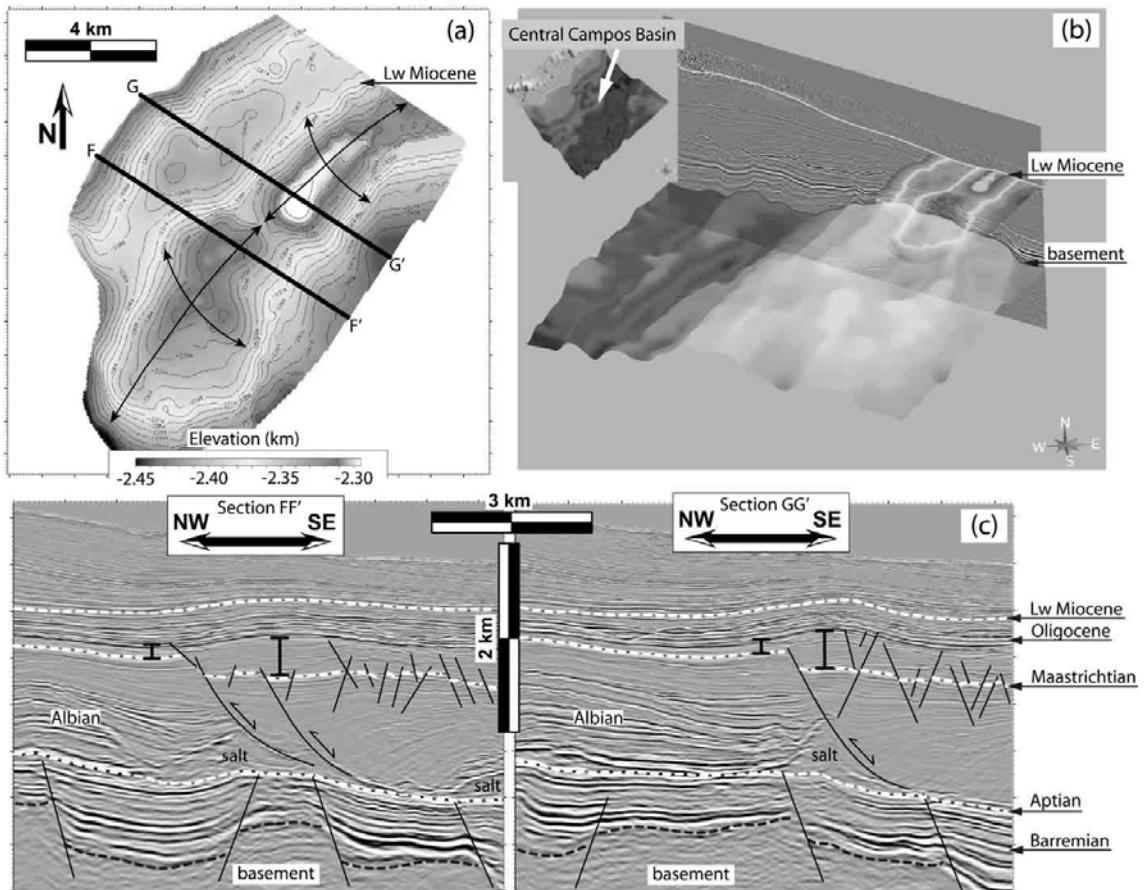 4 km
(a)
Lw Miocene
N
G
F
G'
F'
Elevation (km)
-2.45
-2.40
-2.35
-2.30
Central Campos Basin
(b)
Lw Miocene
basement
N
W
E
S
Section FF'
NW
SE
3 km
Section GG'
NW
SE
(c)
2 km
Lw Miocene
Oligocene
Maastrichtian
Albian
Albian
salt
salt
salt
Aptian
Barremian
basement
basement